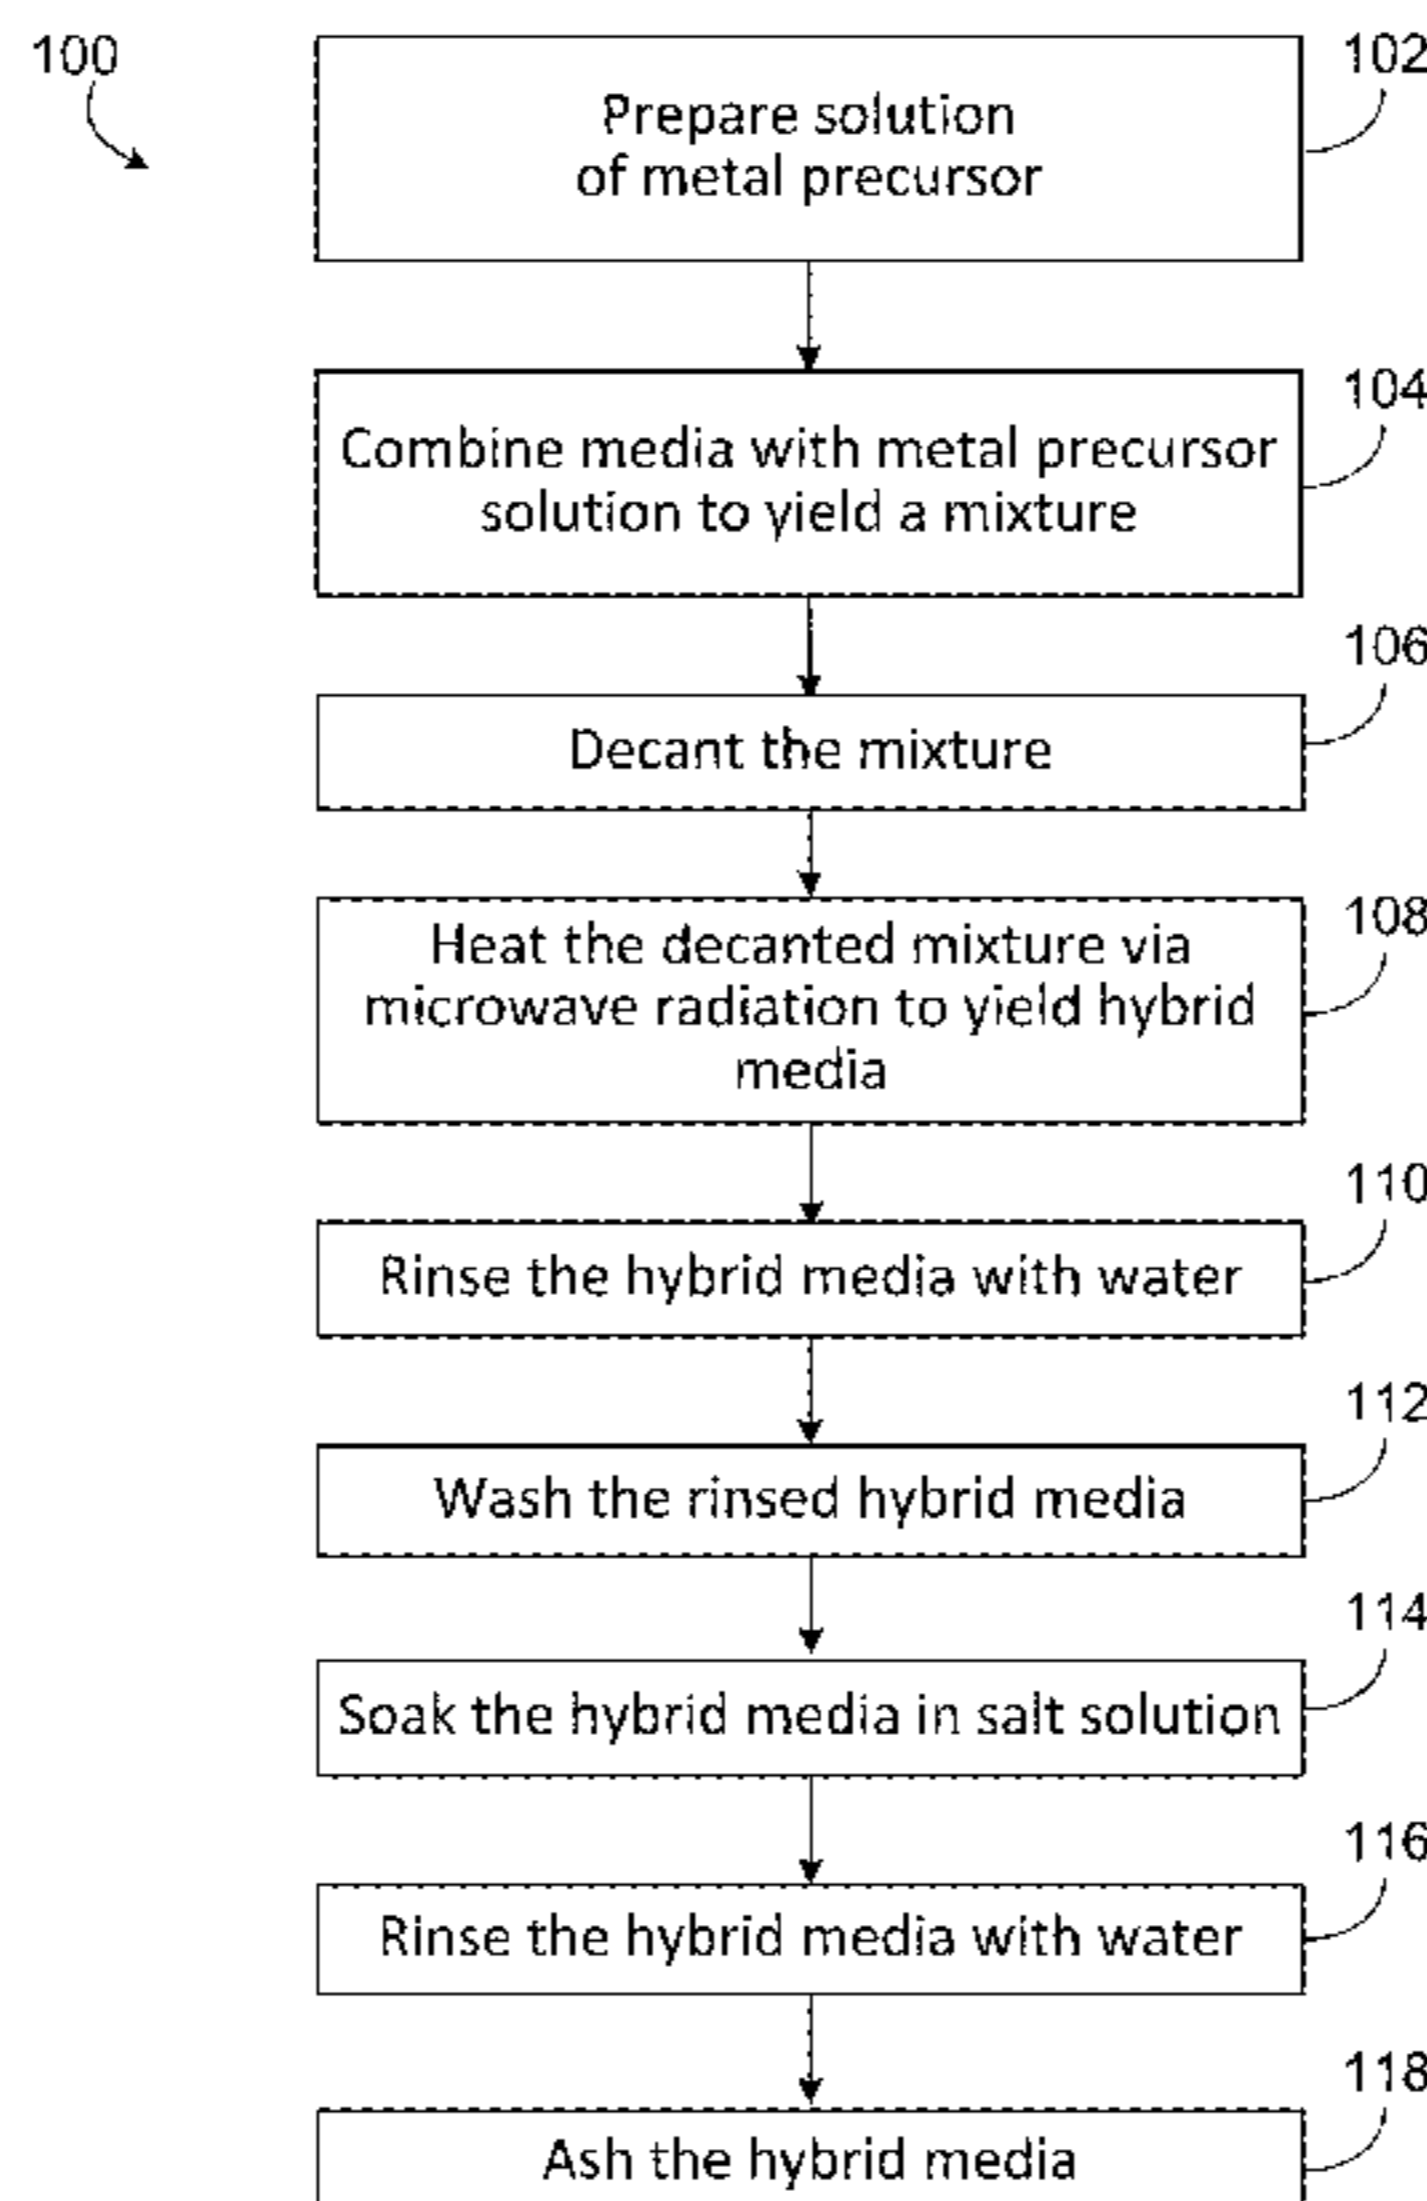 100
102
Prepare solution
of metal precursor
104
Combine media with metal precursor
solution to yield a mixture
106
Decant the mixture
108
Heat the decanted mixture via
microwave radiation to yield hybrid
media
110
Rinse the hybrid media with water
112
Wash the rinsed hybrid media
114
Soak the hybrid media in salt solution
116
Rinse the hybrid media with water
118
Ash the hybrid media